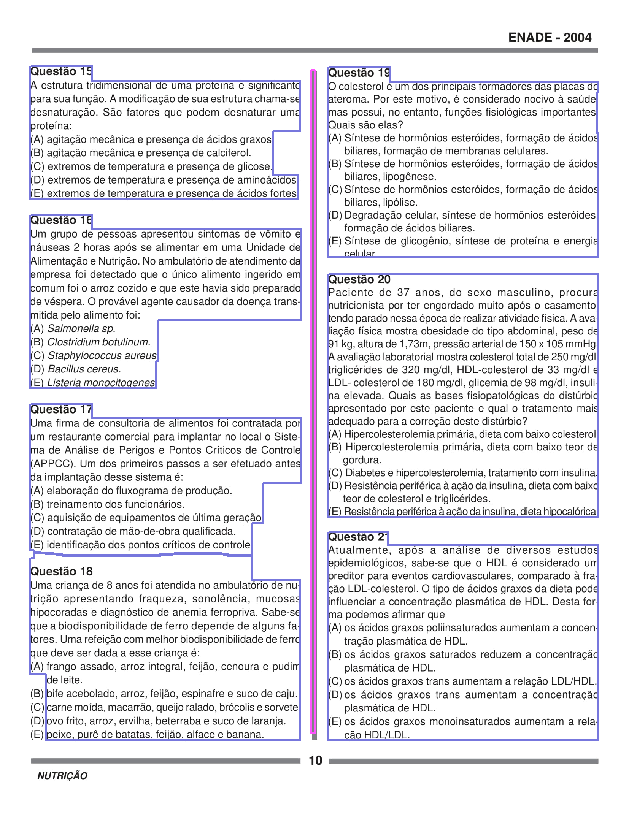 ENADE - 2004
Questão 15
A estrutura tridimensional de uma proteína é significante
para sua função. A modificação de sua estrutura chama-se
desnaturação. São fatores que podem desnaturar uma
proteína:
(A) agitação mecânica e presença de ácidos graxos.
(B) agitação mecânica e presença de calciferol.
(C) extremos de temperatura e presença de glicose.
(D) extremos de temperatura e presença de aminoácidos.
(E) extremos de temperatura e presença de ácidos fortes.
Questão 16
Um grupo de pessoas apresentou sintomas de vômito e
náuseas 2 horas após se alimentar em uma Unidade de
Alimentação e Nutrição. No ambulatório de atendimento da
empresa foi detectado que o único alimento ingerido em
comum foi o arroz cozido e que este havia sido preparado
de véspera. O provável agente causador da doença trans-
mitida pelo alimento foi:
(A) Salmonella sp.
(B) Clostridium botulinum.
(C) Staphylococcus aureus.
(D) Bacillus cereus.
(E) Listeria monocitogenes.
Questão 17
Uma firma de consultoria de alimentos foi contratada por
um restaurante comercial para implantar no local o Siste-
ma de Análise de Perigos e Pontos Críticos de Controle
(APPCC). Um dos primeiros passos a ser efetuado antes
da implantação desse sistema é:
(A) elaboração do fluxograma de produção.
(B) treinamento dos funcionários.
(C) aquisição de equipamentos de última geração.
(D) contratação de mão-de-obra qualificada.
(E) identificação dos pontos críticos de controle.
Questão 18
Uma criança de 8 anos foi atendida no ambulatório de nu-
trição apresentando fraqueza, sonolência, mucosas
hipocoradas e diagnóstico de anemia ferropriva. Sabe-se
que a biodisponibilidade de ferro depende de alguns fa-
tores. Uma refeição com melhor biodisponibilidade de ferro
que deve ser dada a essa criança é:
(A) frango assado, arroz integral, feijão, cenoura e pudim
de leite.
(B) bife acebolado, arroz, feijão, espinafre e suco de caju.
(C) carne moída, macarrão, queijo ralado, brócolis e sorvete.
(D) ovo frito, arroz, ervilha, beterraba e suco de laranja.
(E) peixe, purê de batatas, feijão, alface e banana.
Questão 19
O colesterol é um dos principais formadores das placas de
ateroma. Por este motivo, é considerado nocivo à saúde,
mas possui, no entanto, funções fisiológicas importantes.
Quais são elas?
(A) Síntese de hormônios esteróides, formação de ácidos
biliares, formação de membranas celulares.
(B) Síntese de hormônios esteróides, formação de ácidos
biliares, lipogênese.
(C) Síntese de hormônios esteróides, formação de ácidos
biliares, lipólise.
(D) Degradação celular, síntese de hormônios esteróides,
formação de ácidos biliares.
(E) Síntese de glicogênio, síntese de proteína e energia
celular.
Questão 20
Paciente de 37 anos, do sexo masculino, procura
nutricionista por ter engordado muito após o casamento,
tendo parado nessa época de realizar atividade física. A ava-
liação física mostra obesidade do tipo abdominal, peso de
91 kg, altura de 1,73m, pressão arterial de 150 x 105 mmHg.
A avaliação laboratorial mostra colesterol total de 250 mg/dl,
triglicérides de 320 mg/dl, HDL-colesterol de 33 mg/dl e
LDL- colesterol de 180 mg/dl, glicemia de 98 mg/dl, insuli-
na elevada. Quais as bases fisiopatológicas do distúrbio
apresentado por este paciente e qual o tratamento mais
adequado para a correção deste distúrbio?
(A) Hipercolesterolemia primária, dieta com baixo colesterol.
(B) Hipercolesterolemia primária, dieta com baixo teor de
gordura.
(C) Diabetes e hipercolesterolemia, tratamento com insulina.
(D) Resistência periférica à ação da insulina, dieta com baixo
teor de colesterol e triglicérides.
(E) Resistência periférica à ação da insulina, dieta hipocalórica.
Questão 21
Atualmente, após a análise de diversos estudos
epidemiológicos, sabe-se que o HDL é considerado um
preditor para eventos cardiovasculares, comparado à fra-
ção LDL-colesterol. O tipo de ácidos graxos da dieta pode
influenciar a concentração plasmática de HDL. Desta for-
ma podemos afirmar que
(A) os ácidos graxos poliinsaturados aumentam a concen-
tração plasmática de HDL.
(B) os ácidos graxos saturados reduzem a concentração
plasmática de HDL.
(C) os ácidos graxos trans aumentam a relação LDL/HDL.
(D) os ácidos graxos trans aumentam a concentração
plasmática de HDL.
(E) os ácidos graxos monoinsaturados aumentam a rela-
ção HDL/LDL.
10
NUTRIÇÃO